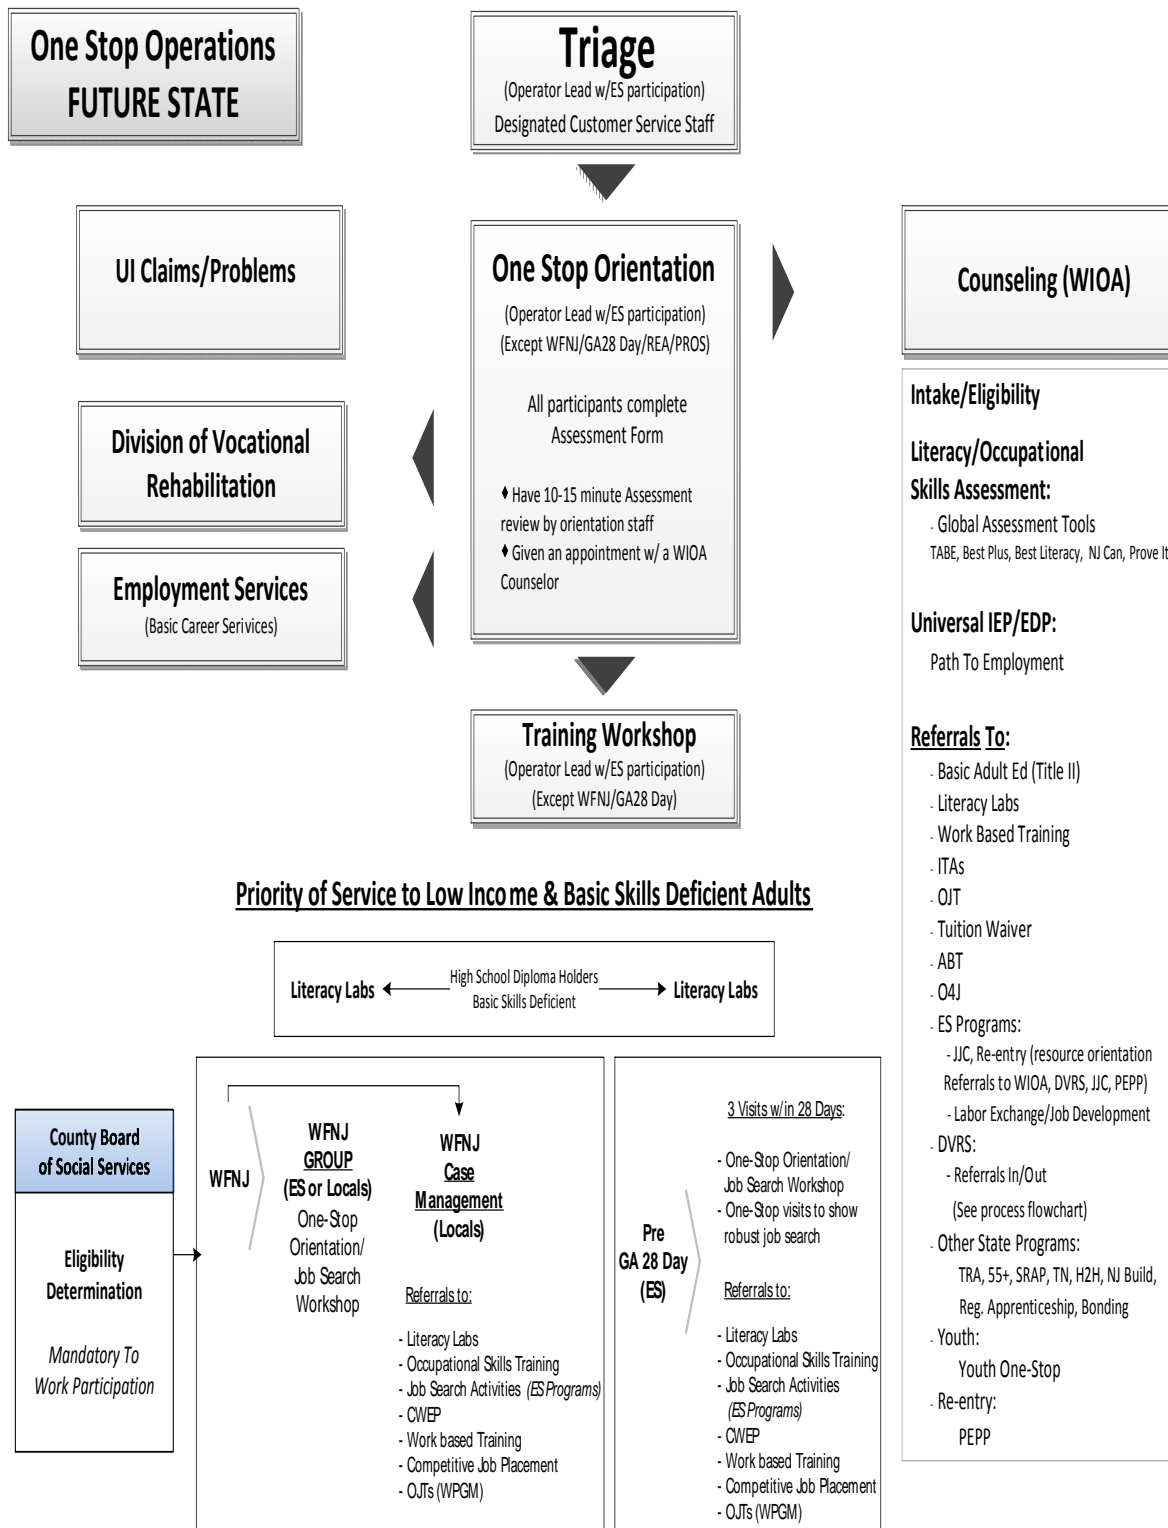 One Stop Operations
FUTURE STATE
Triage
(Operator Lead w/ES participation)
Designated Customer Service Staff
UI Claims/Problems
One Stop Orientation
(Operator Lead w/ES participation)
(Except WFNJ/GA28 Day/REA/PROS)
All participants complete
Assessment Form
♦ Have 10-15 minute Assessment
review by orientation staff
♦ Given an appointment w/ a WIOA
Counselor
Division of Vocational
Rehabilitation
Employment Services
(Basic Career Serivices)
Training Workshop
(Operator Lead w/ES participation)
(Except WFNJ/GA28 Day)
Counseling (WIOA)
Intake/Eligibility
Literacy/Occupational
Skills Assessment:
- Global Assessment Tools
TABE, Best Plus, Best Literacy, NJ Can, Prove It
Universal IEP/EDP:
Path To Employment
Referrals To:
- Basic Adult Ed (Title II)
- Literacy Labs
- Work Based Training
- ITAs
- OJT
- Tuition Waiver
- ABT
- O4J
- ES Programs:
- JJC, Re-entry (resource orientation
Referrals to WIOA, DVRS, JJC, PEPP)
- Labor Exchange/Job Development
- DVRS:
- Referrals In/Out
(See process flowchart)
- Other State Programs:
TRA, 55+, SRAP, TN, H2H, NJ Build,
Reg. Apprenticeship, Bonding
- Youth:
Youth One-Stop
- Re-entry:
PEPP
Priority of Service to Low Income & Basic Skills Deficient Adults
Literacy Labs
High School Diploma Holders
Basic Skills Deficient
Literacy Labs
County Board
of Social Services
Eligibility
Determination
Mandatory To
Work Participation
WFNJ
WFNJ
GROUP
(ES or Locals)
One-Stop
Orientation/
Job Search
Workshop
WFNJ
Case
Management
(Locals)
Referrals to:
- Literacy Labs
- Occupational Skills Training
- Job Search Activities (ES Programs)
- CWEP
- Work based Training
- Competitive Job Placement
- OJTs (WPGM)
Pre
GA 28 Day
(ES)
3 Visits w/in 28 Days:
- One-Stop Orientation/
Job Search Workshop
- One-Stop visits to show
robust job search
Referrals to:
- Literacy Labs
- Occupational Skills Training
- Job Search Activities
(ES Programs)
- CWEP
- Work based Training
- Competitive Job Placement
- OJTs (WPGM)